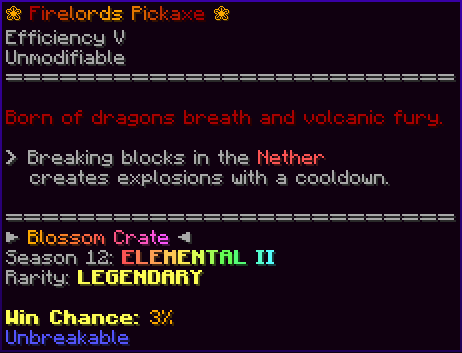 ❀ Firelords Pickaxe ❀
Efficiency V
Unmodifiable
==============================
Born of dragons breath and volcanic fury.
> Breaking blocks in the Nether
creates explosions with a cooldown.
==============================
► Blossom Crate ◄
Season 12: ELEMENTAL II
Rarity: LEGENDARY
Win Chance: 3%
Unbreakable